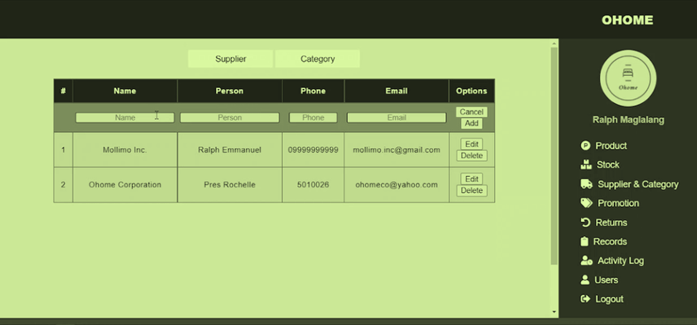 OHOME
Supplier Category
# Name Person Phone Email Options
Name Person Phone Email Cancel
Add
1 Mollimo Inc. Ralph Emmanuel 09999999999 mollimo.inc@gmail.com Edit
Delete
2 Ohome Corporation Pres Rochelle 5010026 ohomeco@yahoo.com Edit
Delete
Ohome
Ralph Maglalang
Product
Stock
Supplier & Category
Promotion
Returns
Records
Activity Log
Users
Logout